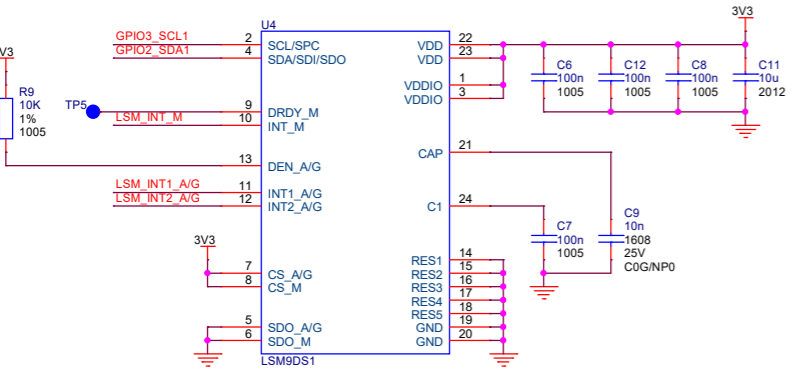 3V3
U4
GPIO3_SCL1
2
SCL/SPC
VDD
22
GPIO2_SDA1
4
SDA/SDI/SDO
VDD
23
V3
C6
C12
C8
C11
100n
100n
100n
10u
1005
1005
1005
2012
VDDIO
1
VDDIO
3
R9
10K
1%
1005
TP5
9
DRDY_M
LSM_INT_M
10
INT_M
CAP
21
13
DEN_A/G
LSM_INT1_A/G
11
INT1_A/G
LSM_INT2_A/G
12
INT2_A/G
C1
24
C7
100n
1005
C9
10n
1608
25V
C0G/NP0
3V3
7
CS_A/G
8
CS_M
RES1
14
RES2
15
RES3
16
RES4
17
RES5
18
GND
19
GND
20
5
SDO_A/G
6
SDO_M
LSM9DS1